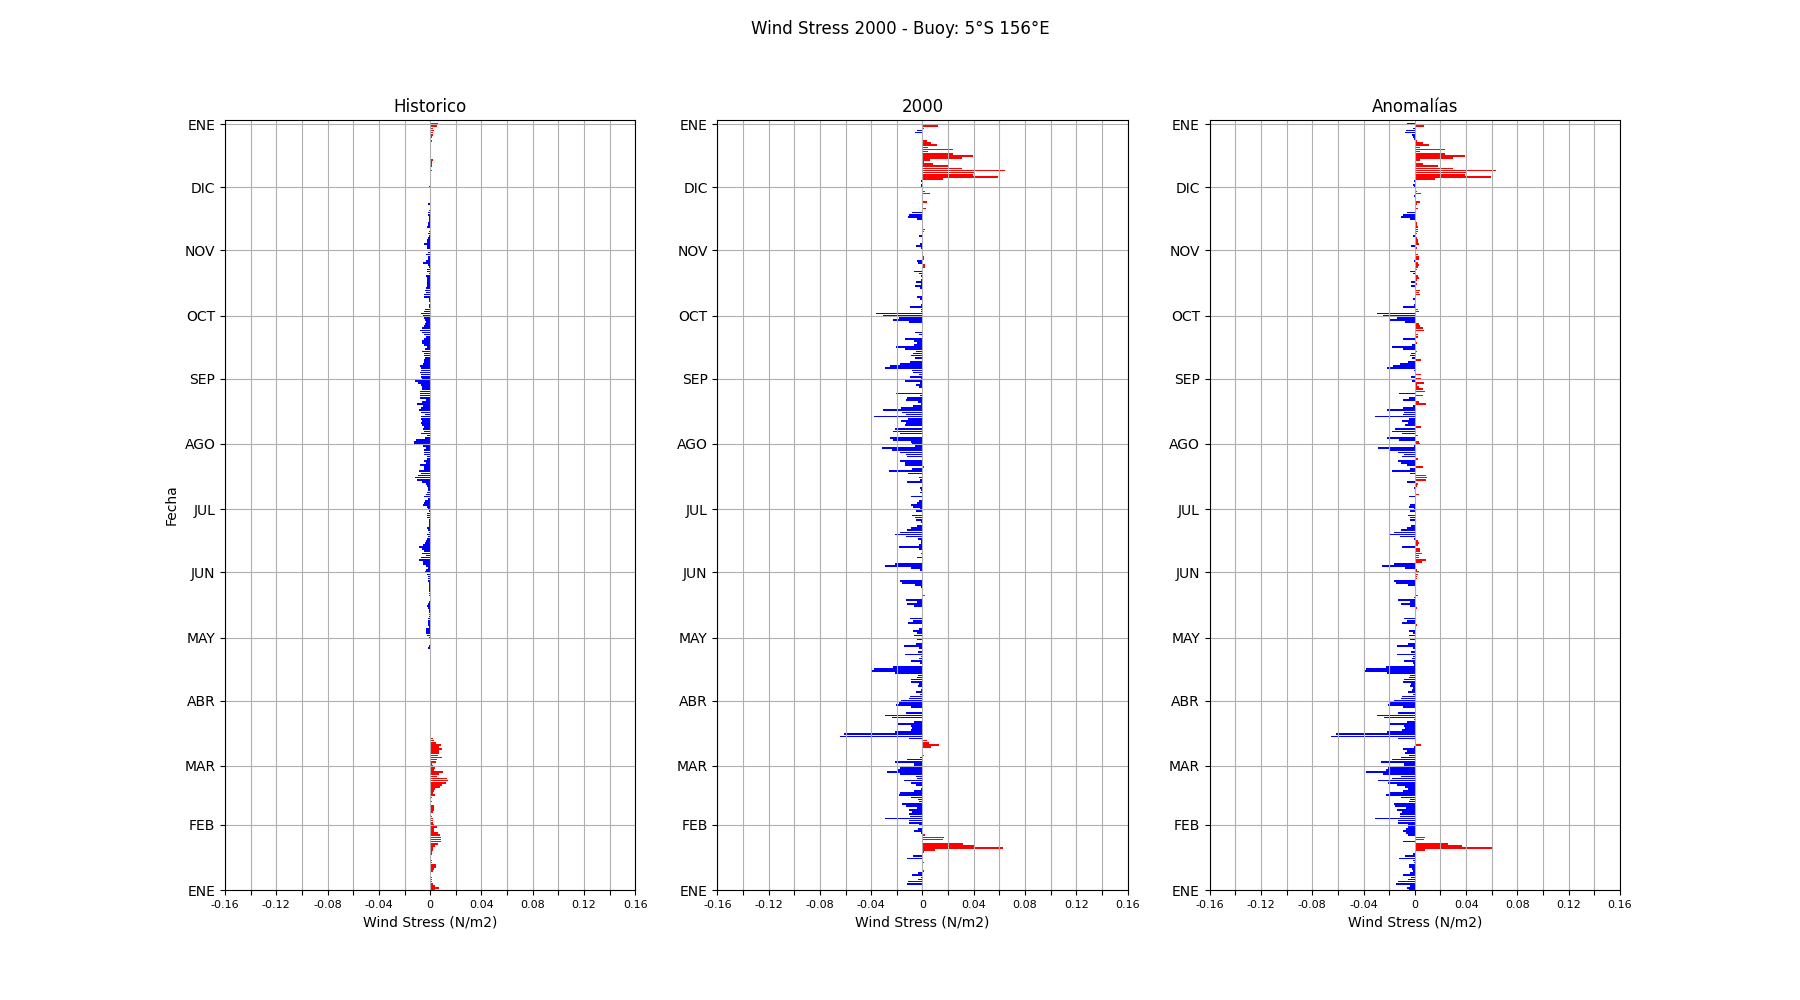 Wind Stress 2000 - Buoy: 5°S 156°E
Historico
2000
Anomalías
Fecha
ENE
DIC
NOV
OCT
SEP
AGO
JUL
JUN
MAY
ABR
MAR
FEB
ENE
-0.16 -0.12 -0.08 -0.04 0 0.04 0.08 0.12 0.16
Wind Stress (N/m2)
ENE
DIC
NOV
OCT
SEP
AGO
JUL
JUN
MAY
ABR
MAR
FEB
ENE
-0.16 -0.12 -0.08 -0.04 0 0.04 0.08 0.12 0.16
Wind Stress (N/m2)
ENE
DIC
NOV
OCT
SEP
AGO
JUL
JUN
MAY
ABR
MAR
FEB
ENE
-0.16 -0.12 -0.08 -0.04 0 0.04 0.08 0.12 0.16
Wind Stress (N/m2)